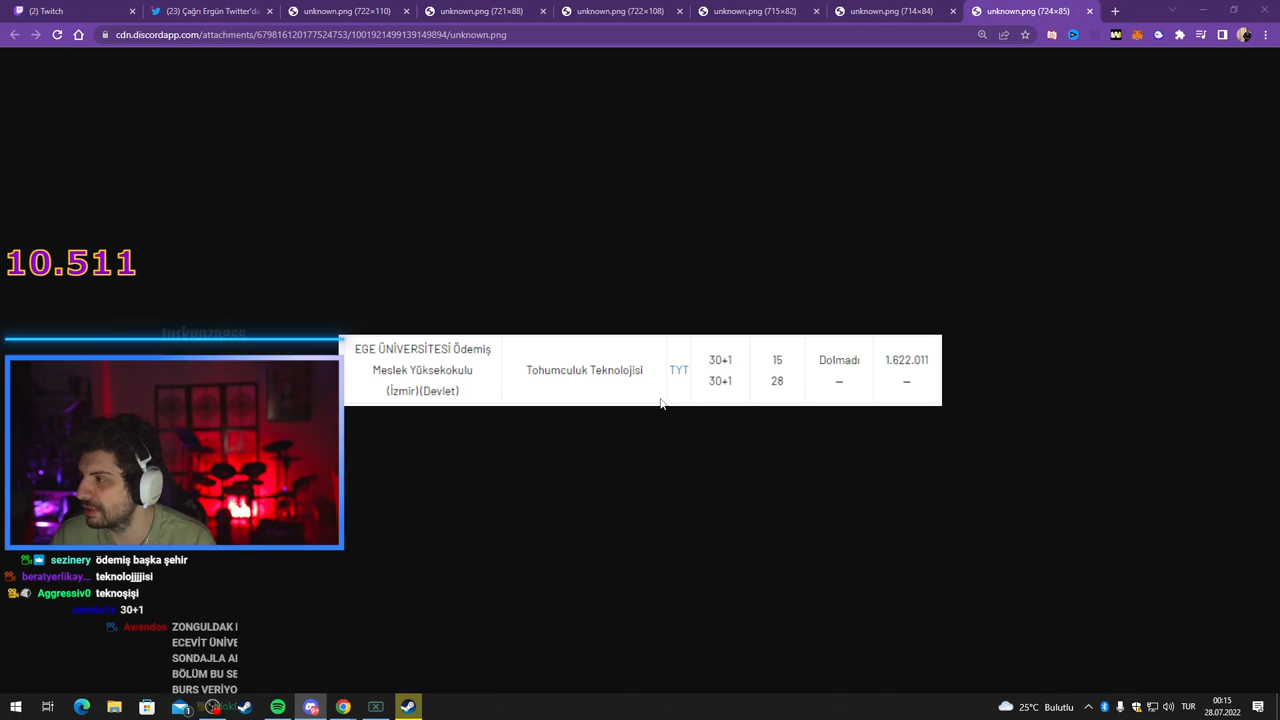 (2) Twitch
(23) Çağrı Ergün Twitter'da
unknown.png (722×110)
unknown.png (721×88)
unknown.png (722×108)
unknown.png (715×82)
unknown.png (714×84)
unknown.png (724×85)
cdn.discordapp.com/attachments/679816120177524753/1001921499139149894/unknown.png
10.511
turkuazness
EGE ÜNİVERSİTESİ Ödemiş
Meslek Yüksekokulu
(İzmir)(Devlet)
Tohumculuk Teknolojisi
TYT
30+1
30+1
15
28
Dolmadı
—
1.622.011
—
sezinery ödemiş başka şehir
beratyerlikay... teknolojjjjisi
Aggressiv0 teknoşişi
30+1
Awendos ZONGULDAK
ECEVİT ÜNİVE
SONDAJLA
BÖLÜM BU SE
BURS VERİYO
25°C Bulutlu
TUR
00:15
28.07.2022